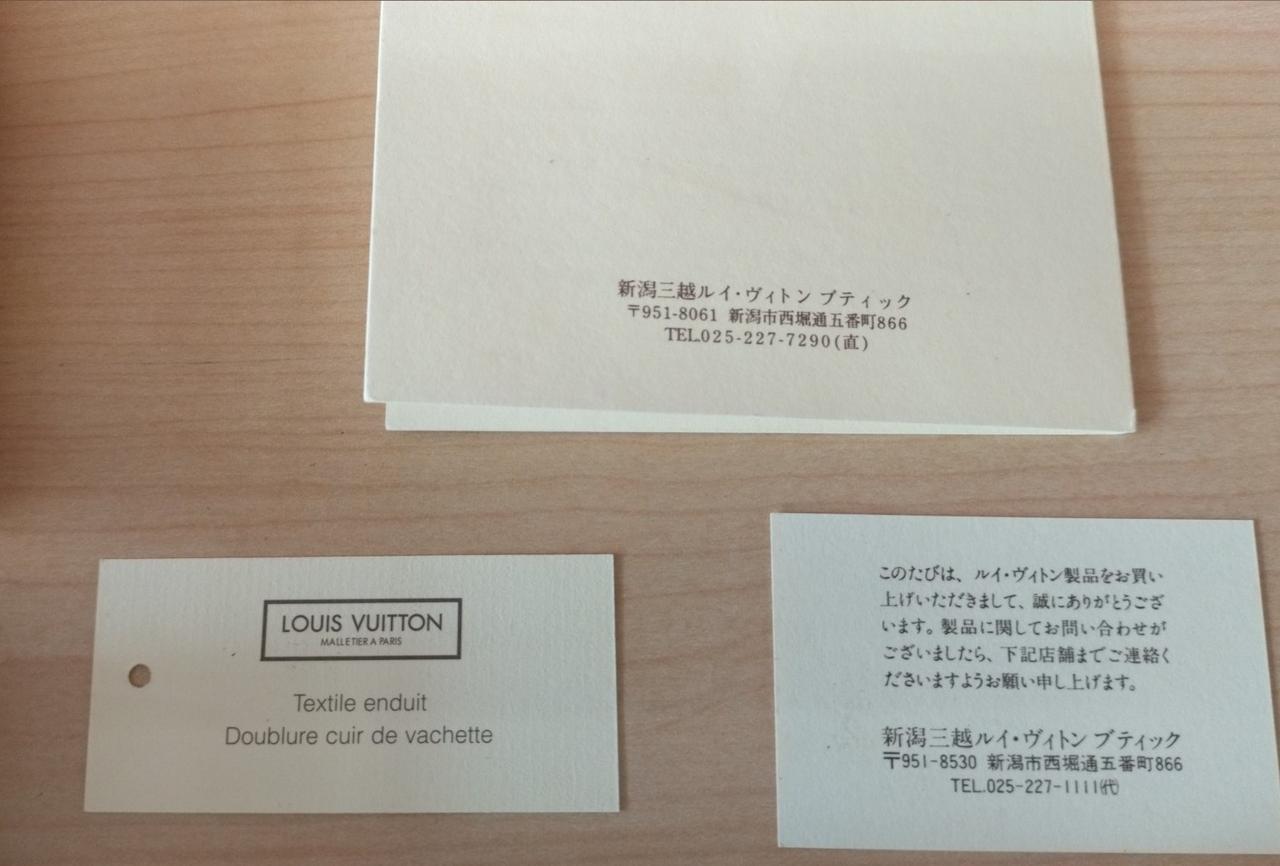 新潟三越ルイ・ヴィトン ブティック
〒951-8061 新潟市西堀通五番町866
TEL.025-227-7290(直)
LOUIS VUITTON
MALLETIER A PARIS
Textile enduit
Doublure cuir de vachette
このたびは、ルイ・ヴィトン製品をお買い
上げいただきまして、誠にありがとうござ
います。製品に関してお問い合わせが
ございましたら、下記店舗までご連絡く
ださいますようお願い申し上げます。
新潟三越ルイ・ヴィトン ブティック
〒951-8530 新潟市西堀通五番町866
TEL.025-227-1111㈹